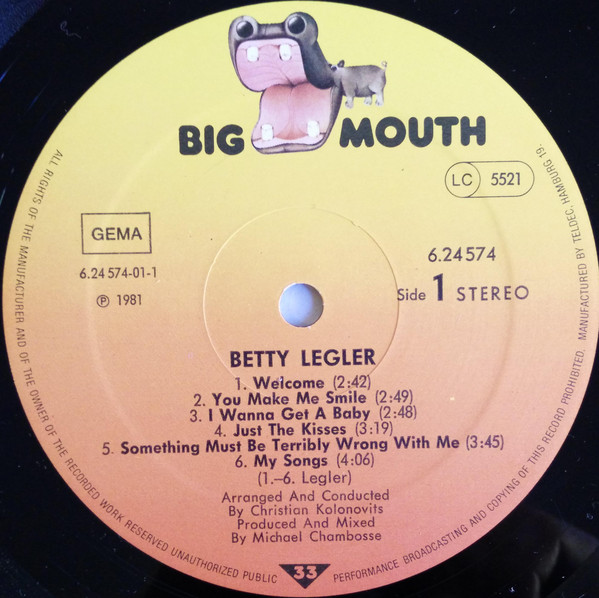 BIG MOUTH
LC 5521
GEMA
6.24 574-01-1
℗ 1981
6.24 574
Side 1 STEREO
BETTY LEGLER
1. Welcome (2:42)
2. You Make Me Smile (2:49)
3. I Wanna Get A Baby (2:48)
4. Just The Kisses (3:19)
5. Something Must Be Terribly Wrong With Me (3:45)
6. My Songs (4:06)
(1.–6. Legler)
Arranged And Conducted
By Christian Kolonovits
Produced And Mixed
By Michael Chambosse
33
ALL RIGHTS OF THE MANUFACTURER AND OF THE OWNER OF THE RECORDED WORK RESERVED UNAUTHORIZED PUBLIC PERFORMANCE BROADCASTING AND COPYING OF THIS RECORD PROHIBITED. MANUFACTURED BY TELDEC, HAMBURG 19.